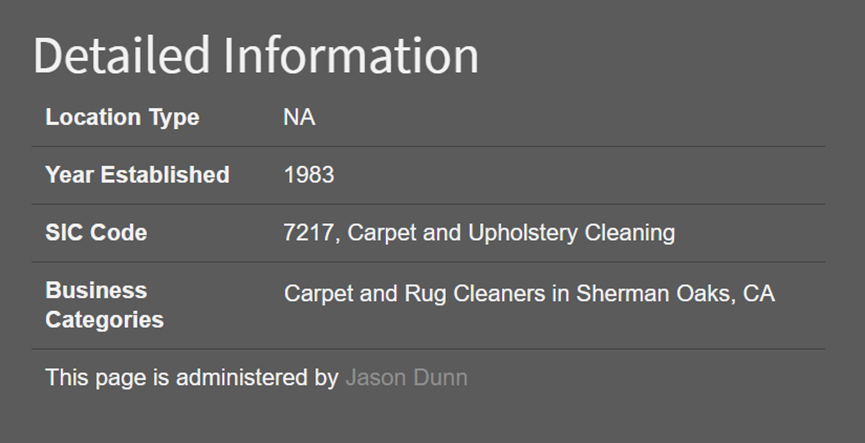 Detailed Information
Location Type NA
Year Established 1983
SIC Code 7217, Carpet and Upholstery Cleaning
Business Categories Carpet and Rug Cleaners in Sherman Oaks, CA
This page is administered by Jason Dunn